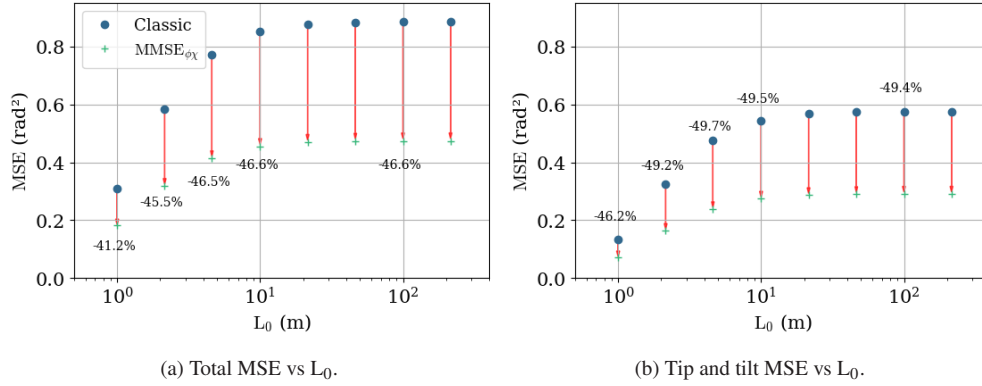 MSE (rad²)
0.8
0.6
0.4
0.2
0.0
Classic
MMSEϕχ
-41.2%
-45.5%
-46.5%
-46.6%
-46.6%
10⁰ 10¹ 10²
L₀ (m)
(a) Total MSE vs L₀.
MSE (rad²)
0.8
0.6
0.4
0.2
0.0
-46.2%
-49.2%
-49.7%
-49.5%
-49.4%
10⁰ 10¹ 10²
L₀ (m)
(b) Tip and tilt MSE vs L₀.